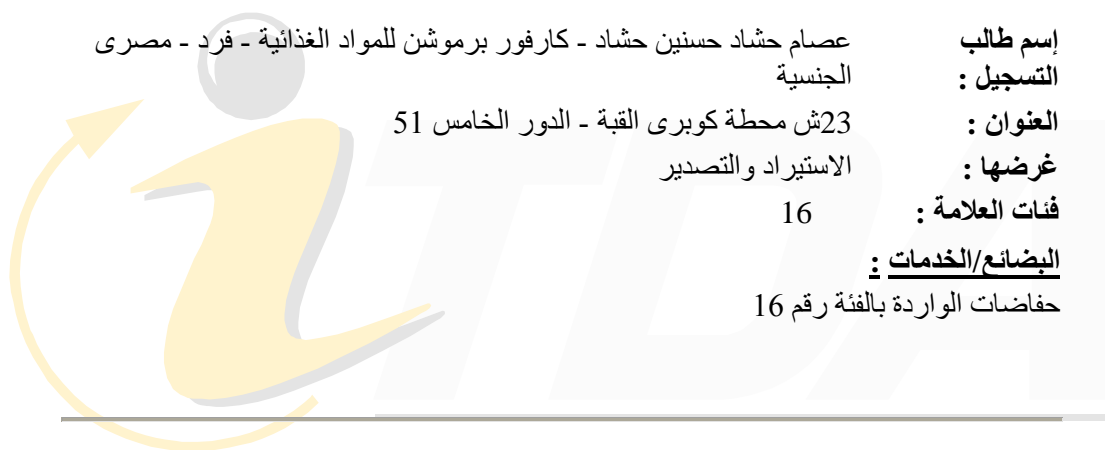 إسم طالب عصام حشاد حسنين حشاد - كارفور برموشن للمواد الغذائية - فرد - مصرى
التسجيل : الجنسية
العنوان : 23ش محطة كوبرى القبة - الدور الخامس 51
غرضها : الاستيراد والتصدير
فئات العلامة : 16
البضائع/الخدمات :
حفاضات الواردة بالفئة رقم 16
iTDA